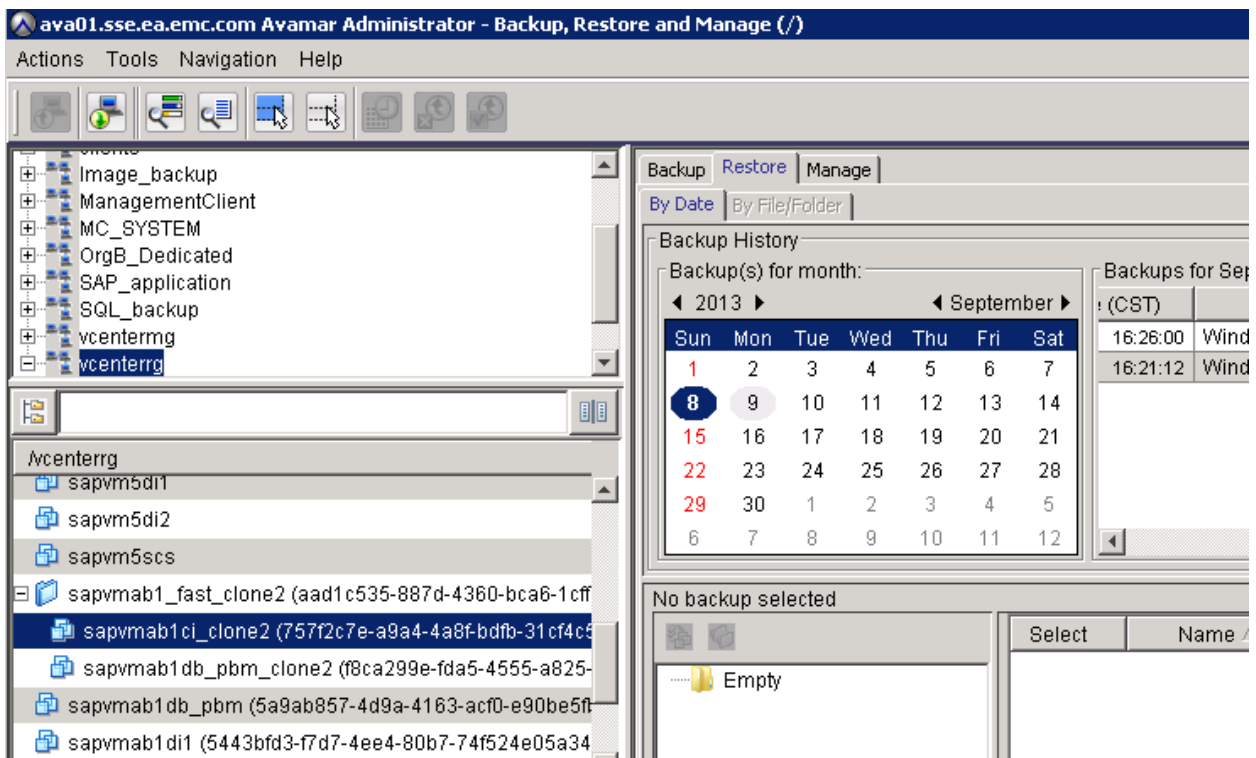 ava01.sse.ea.emc.com Avamar Administrator - Backup, Restore and Manage (/)
Actions Tools Navigation Help
clients
Image_backup
ManagementClient
MC_SYSTEM
OrgB_Dedicated
SAP_application
SQL_backup
vcentermg
vcenterrg
/vcenterrg
sapvm5di1
sapvm5di2
sapvm5scs
sapvmab1_fast_clone2 (aad1c535-887d-4360-bca6-1cff
sapvmab1ci_clone2 (757f2c7e-a9a4-4a8f-bdfb-31cf4c5
sapvmab1db_pbm_clone2 (f8ca299e-fda5-4555-a825-
sapvmab1db_pbm (5a9ab857-4d9a-4163-acf0-e90be5fb
sapvmab1di1 (5443bfd3-f7d7-4ee4-80b7-74f524e05a34
Backup Restore Manage
By Date By File/Folder
Backup History
Backup(s) for month:
2013 September
Sun Mon Tue Wed Thu Fri Sat
1 2 3 4 5 6 7
8 9 10 11 12 13 14
15 16 17 18 19 20 21
22 23 24 25 26 27 28
29 30 1 2 3 4 5
6 7 8 9 10 11 12
Backups for Sep
(CST)
16:26:00 Wind
16:21:12 Wind
No backup selected
Empty
Select Name